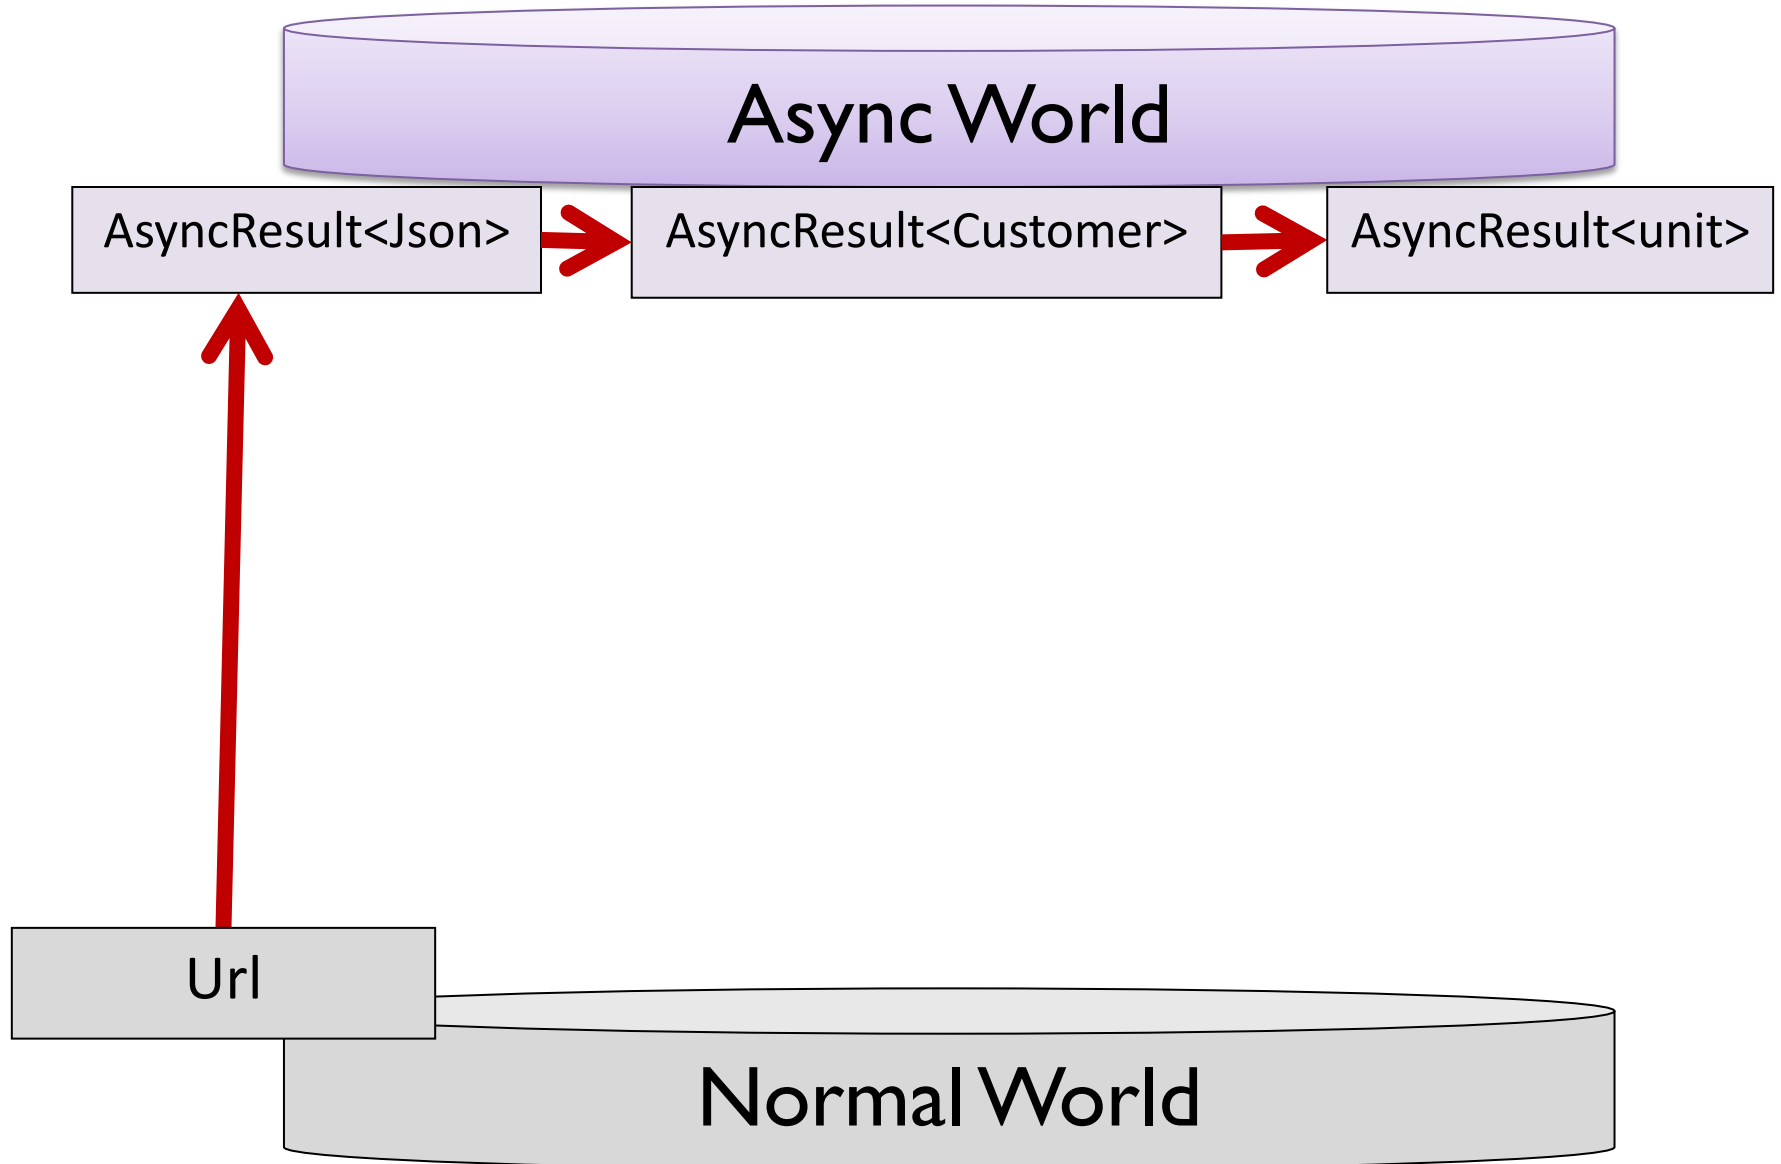 Async World
AsyncResult<Json>
AsyncResult<Customer>
AsyncResult<unit>
Url
Normal World